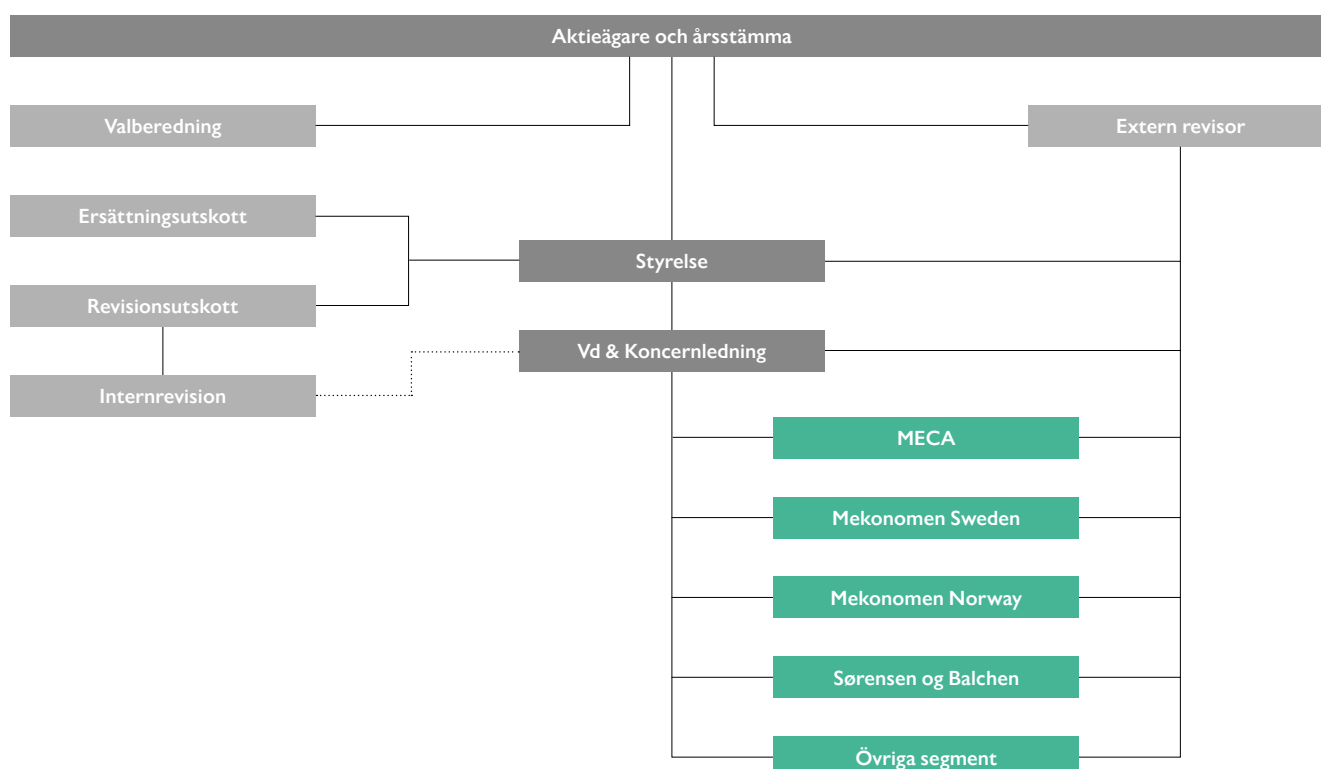 Aktieägare och årsstämma
Valberedning
Extern revisor
Ersättningsutskott
Styrelse
Revisionsutskott
Vd & Koncernledning
Internrevision
MECA
Mekonomen Sweden
Mekonomen Norway
Sørensen og Balchen
Övriga segment